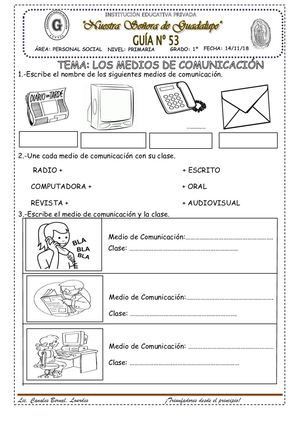 INSTITUCIÓN EDUCATIVA PRIVADA
"Nuestra Señora de Guadalupe"
GUÍA Nº 53
ÁREA: PERSONAL SOCIAL NIVEL: PRIMARIA GRADO: 1° FECHA: 14/11/18
TEMA: LOS MEDIOS DE COMUNICACIÓN
1.-Escribe el nombre de los siguientes medios de comunicación.
DIARIO DE TARDE
2.-Une cada medio de comunicación con su clase.
RADIO + + ESCRITO
COMPUTADORA + + ORAL
REVISTA + + AUDIOVISUAL
3.-Escribe el medio de comunicación y la clase.
BLA
BLA
BLA
Medio de Comunicación:
Clase:
Medio de Comunicación:
Clase:
Medio de Comunicación:
Clase:
Lic. Canales Bernal, Lourdes ¡Triunfadores desde el principio!